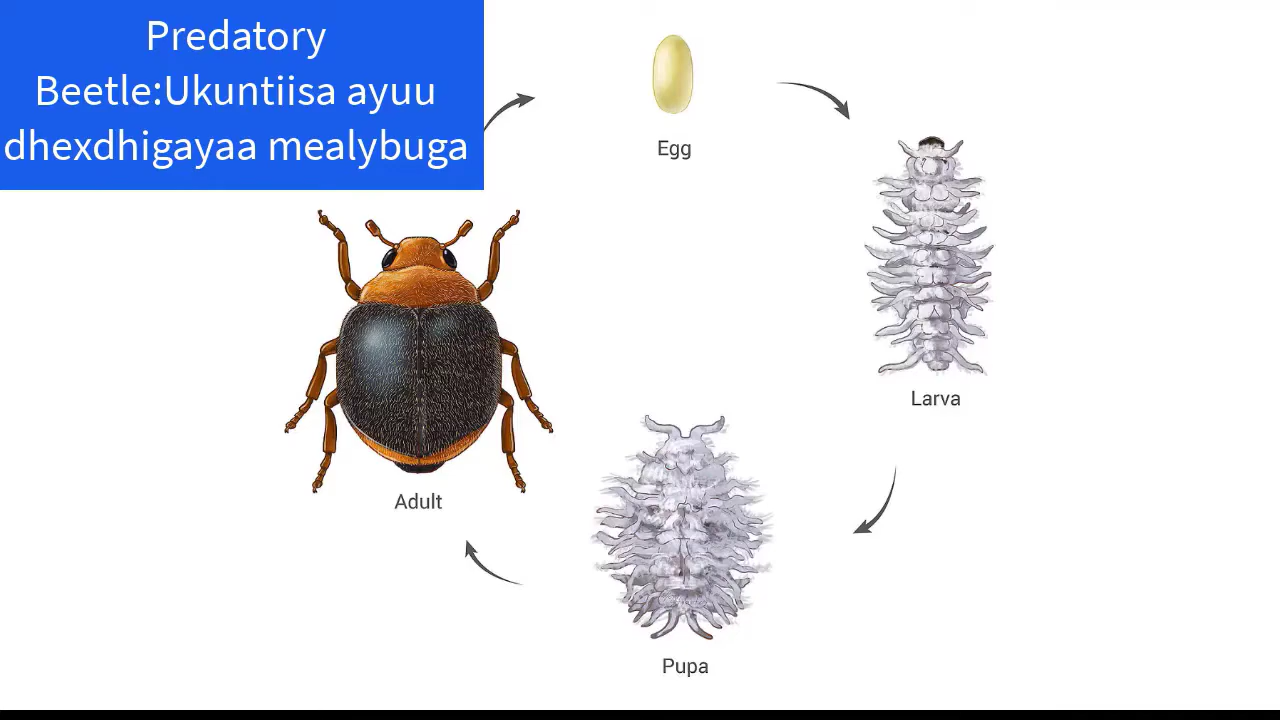 Predatory
Beetle:Ukuntiisa ayuu
dhexdhigayaa mealybuga
Egg
Larva
Adult
Pupa